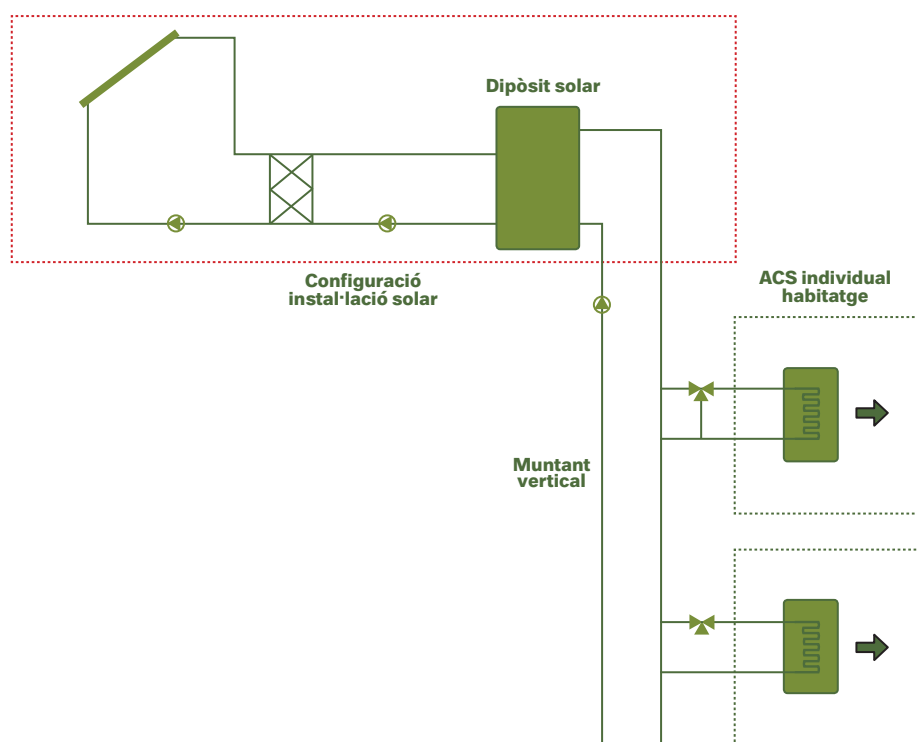 Dipòsit solar
Configuració
instal·lació solar
ACS individual
habitatge
Muntant
vertical